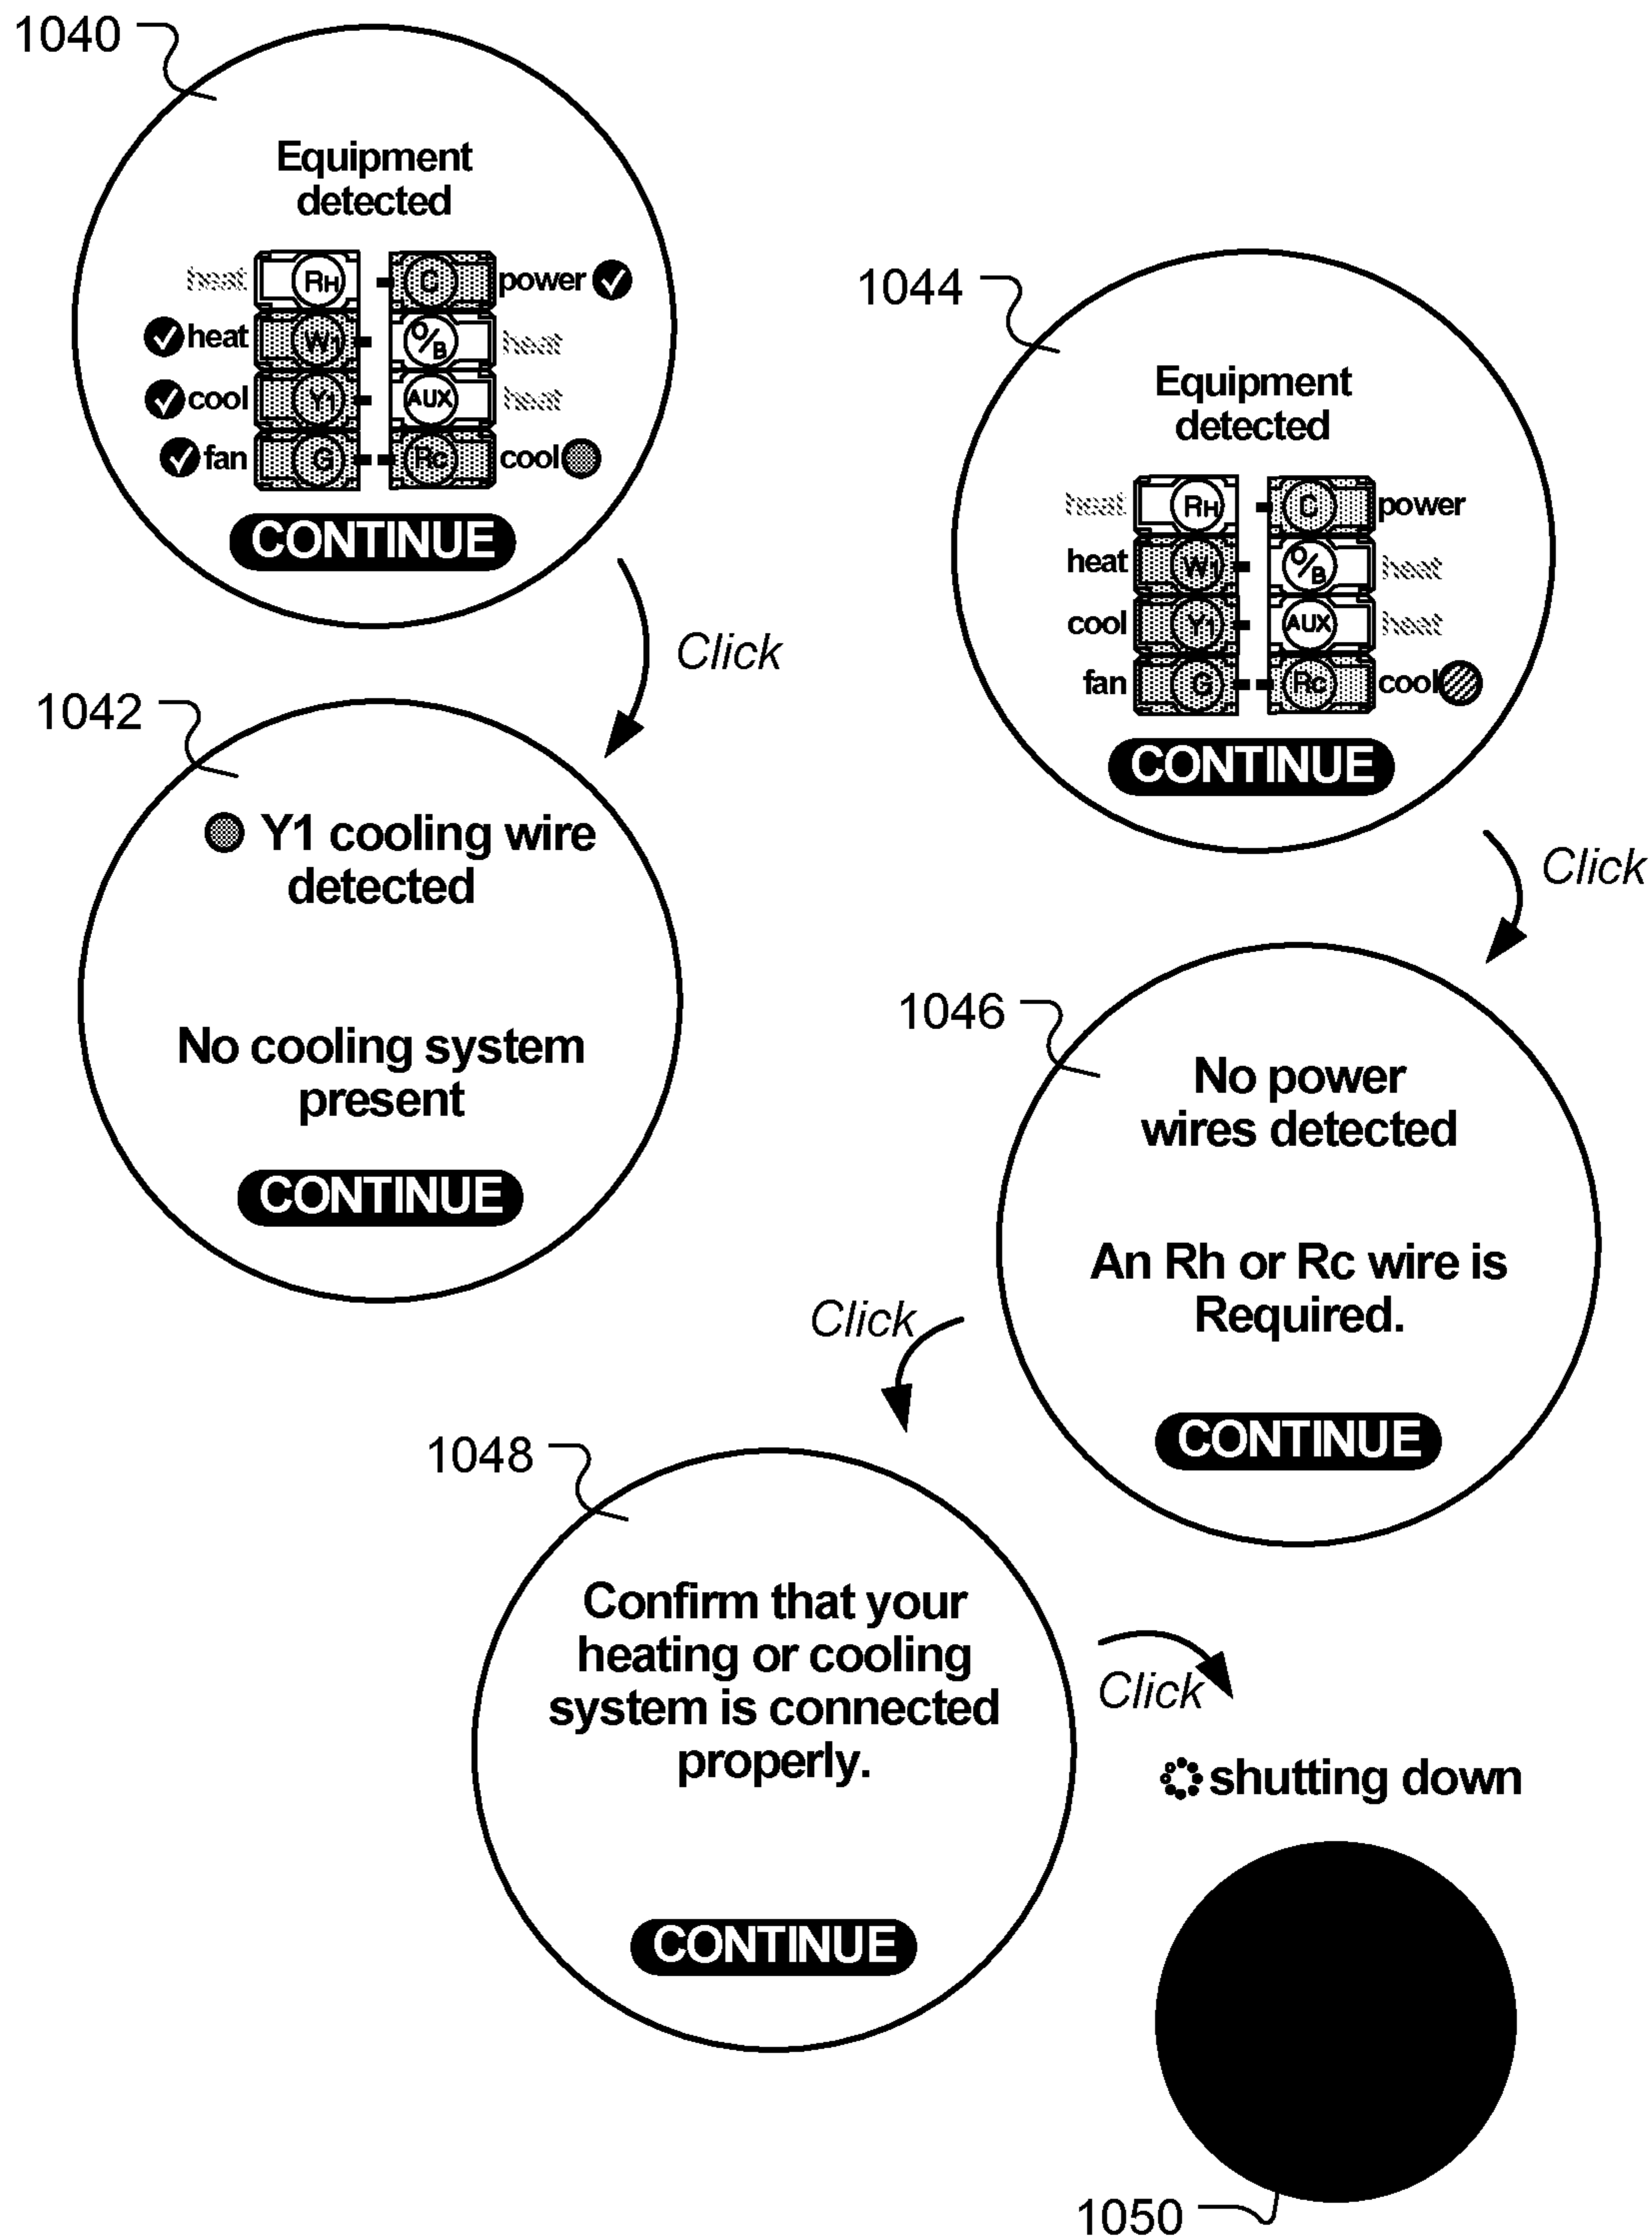 1040
Equipment
detected
heat RH C power
heat W1 O/B heat
cool Y1 AUX heat
fan G Rc cool
CONTINUE
Click
1042
Y1 cooling wire
detected
No cooling system
present
CONTINUE
1044
Equipment
detected
heat RH C power
heat W1 O/B heat
cool Y1 AUX heat
fan G Rc cool
CONTINUE
Click
1046
No power
wires detected
An Rh or Rc wire is
Required.
CONTINUE
Click
1048
Confirm that your
heating or cooling
system is connected
properly.
CONTINUE
Click
shutting down
1050